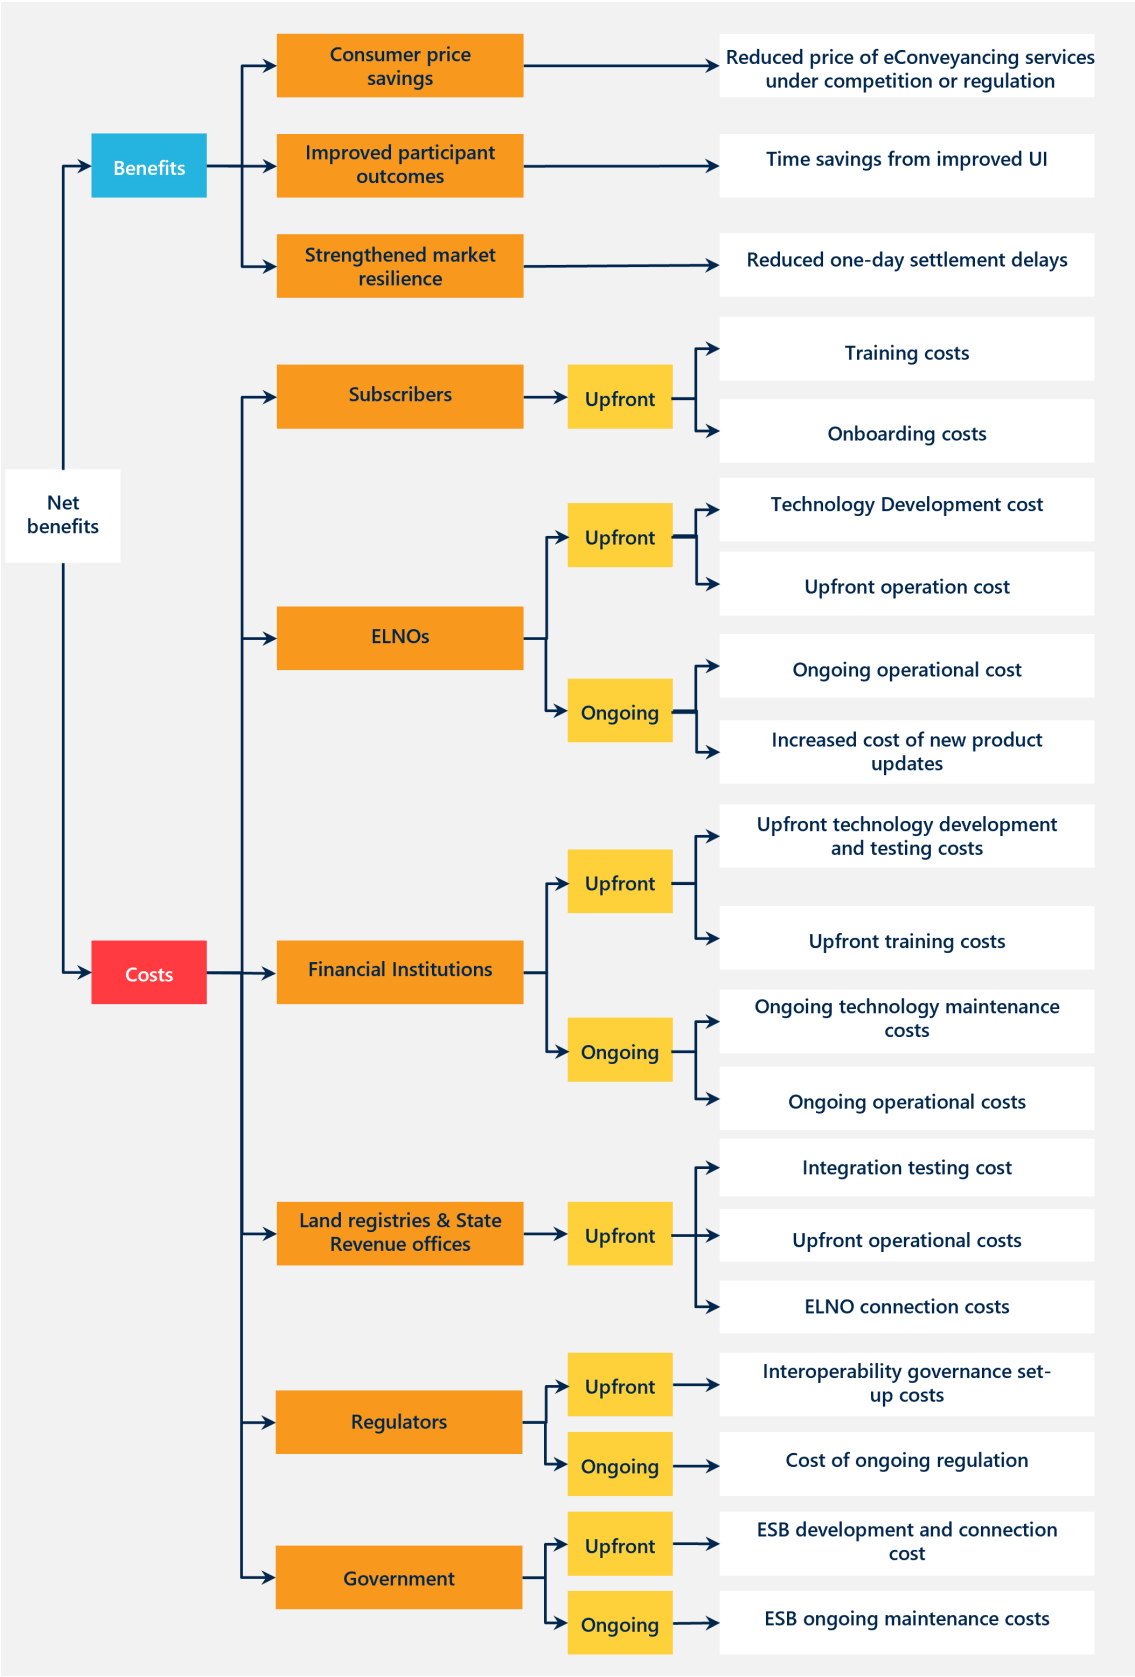 Consumer price
savings
Reduced price of eConveyancing services
under competition or regulation
Benefits
Improved participant
outcomes
Time savings from improved UI
Strengthened market
resilience
Reduced one-day settlement delays
Subscribers
Upfront
Training costs
Onboarding costs
Net
benefits
ELNOs
Upfront
Technology Development cost
Upfront operation cost
Ongoing
Ongoing operational cost
Increased cost of new product
updates
Costs
Financial Institutions
Upfront
Upfront technology development
and testing costs
Upfront training costs
Ongoing
Ongoing technology maintenance
costs
Ongoing operational costs
Land registries & State
Revenue offices
Upfront
Integration testing cost
Upfront operational costs
ELNO connection costs
Regulators
Upfront
Interoperability governance set-
up costs
Ongoing
Cost of ongoing regulation
Government
Upfront
ESB development and connection
cost
Ongoing
ESB ongoing maintenance costs